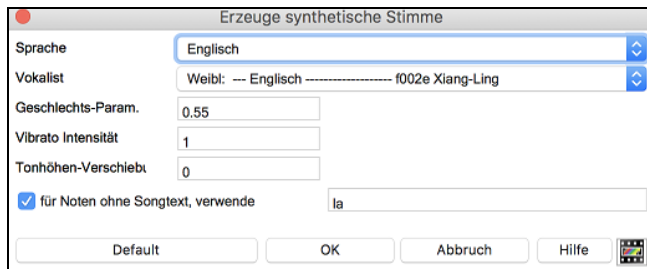 Erzeuge synthetische Stimme
Sprache Englisch
Vokalist Weibl: --- Englisch ------------------- f002e Xiang-Ling
Geschlechts-Param. 0.55
Vibrato Intensität 1
Tonhöhen-Verschiebu 0
für Noten ohne Songtext, verwende la
Default OK Abbruch Hilfe